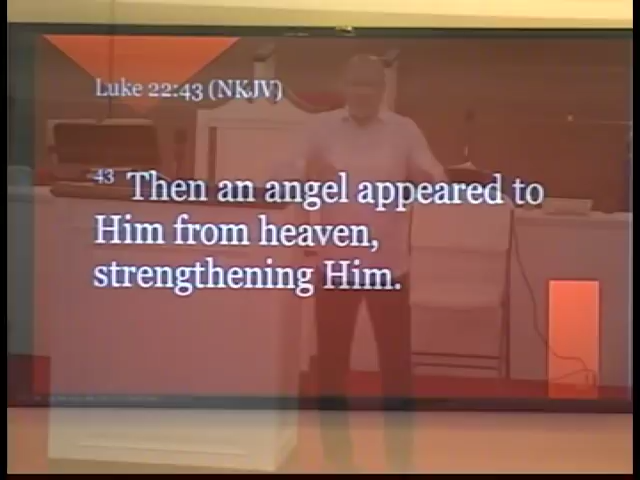 Luke 22:43 (NKJV)
43 Then an angel appeared to
Him from heaven,
strengthening Him.